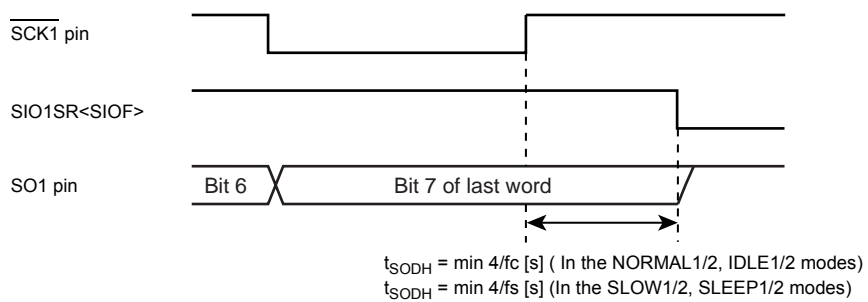 SCK1 pin
SIO1SR<SIOF>
SO1 pin
Bit 6
Bit 7 of last word
tSODH = min 4/fc [s] ( In the NORMAL1/2, IDLE1/2 modes)
tSODH = min 4/fs [s] (In the SLOW1/2, SLEEP1/2 modes)